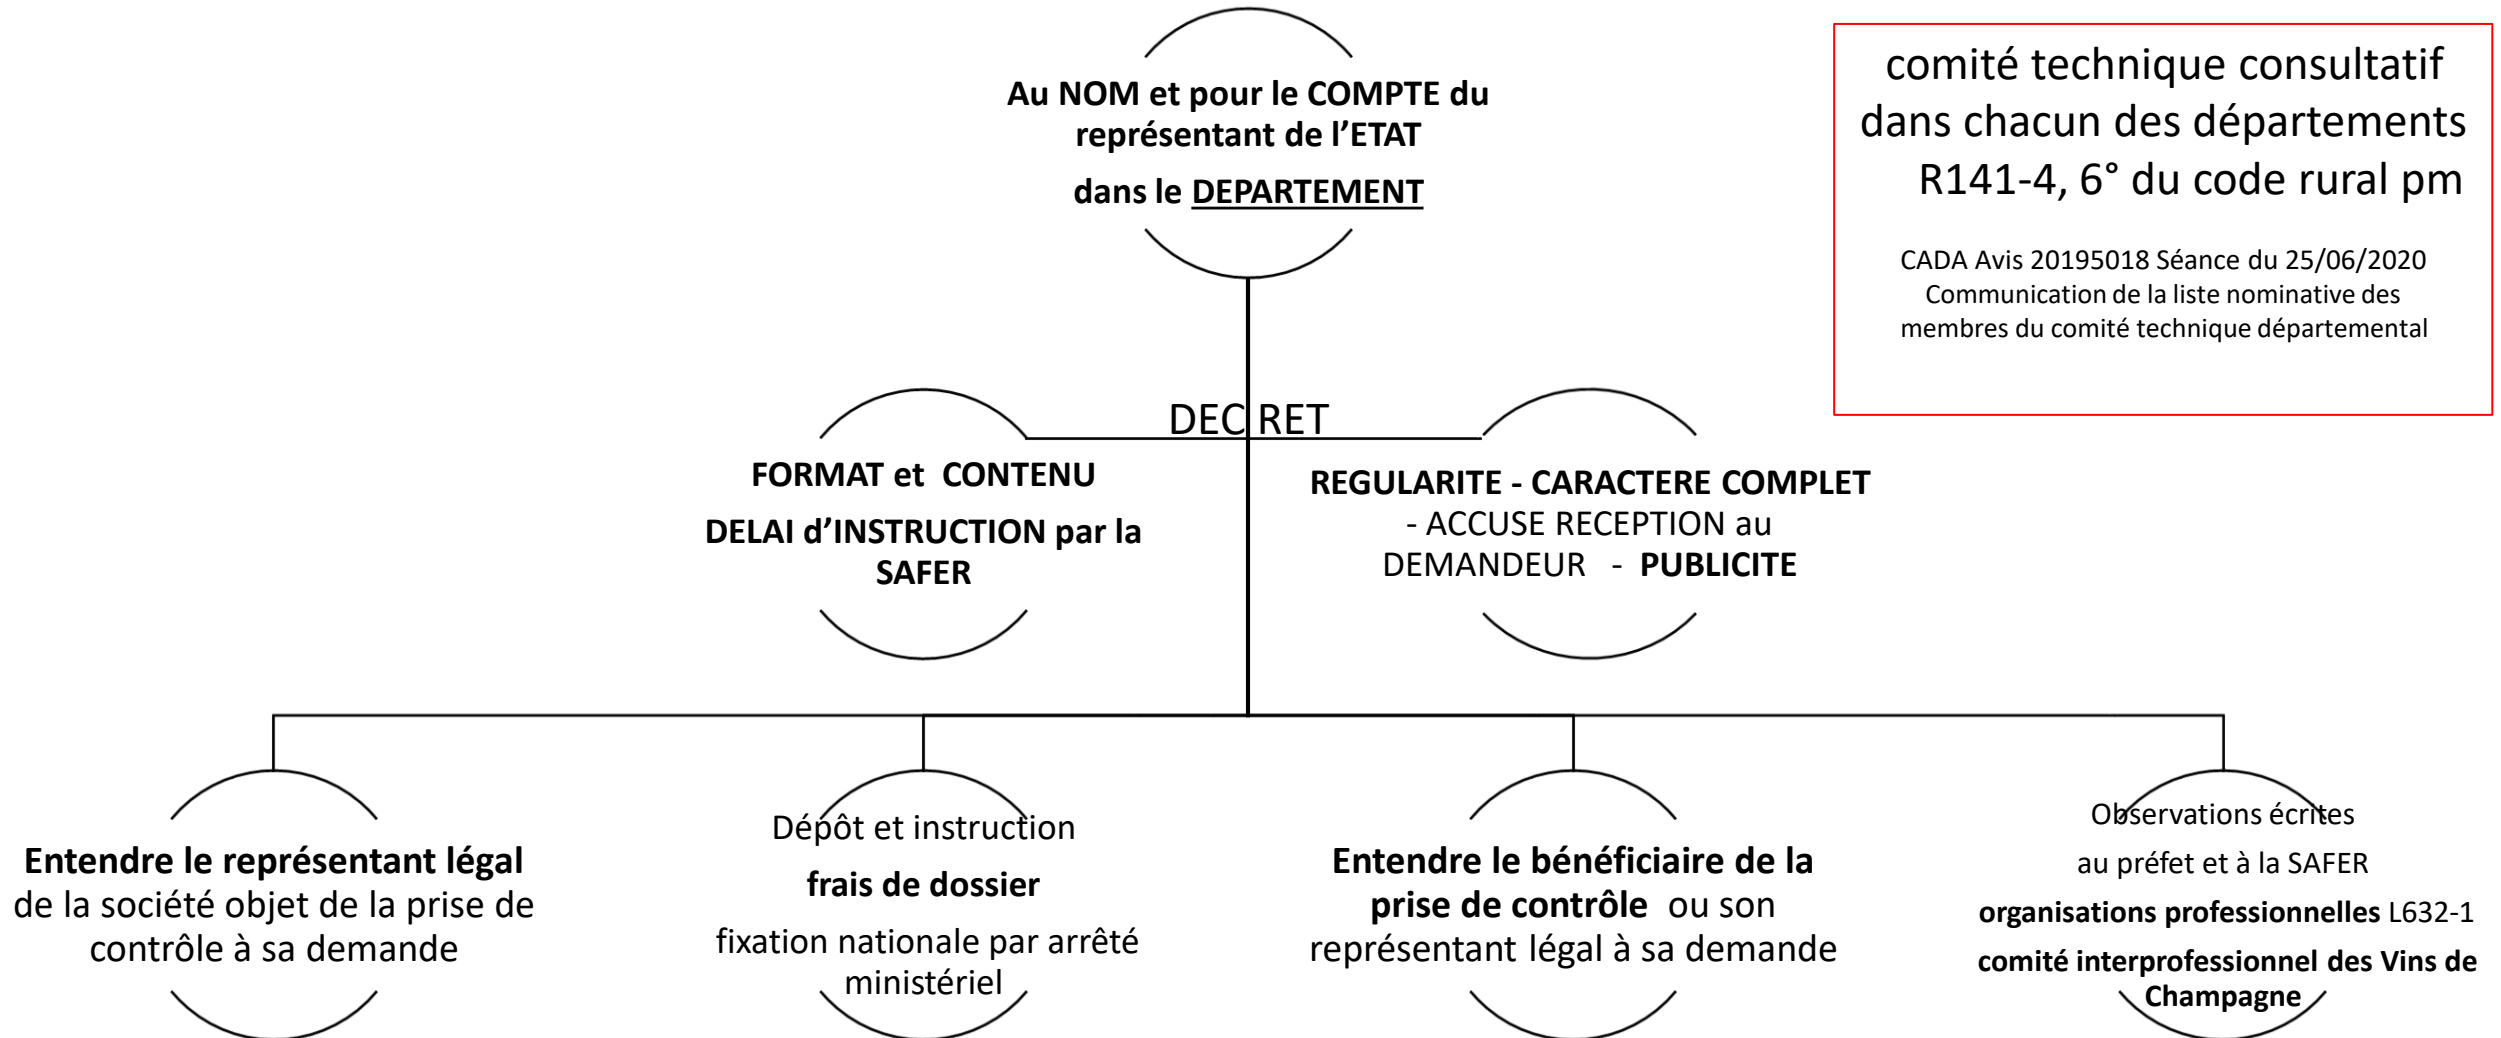 Au NOM et pour le COMPTE du
représentant de l’ETAT
dans le DEPARTEMENT
comité technique consultatif
dans chacun des départements
R141-4, 6° du code rural pm
CADA Avis 20195018 Séance du 25/06/2020
Communication de la liste nominative des
membres du comité technique départemental
DECRET
FORMAT et CONTENU
DELAI d’INSTRUCTION par la
SAFER
REGULARITE - CARACTERE COMPLET
- ACCUSE RECEPTION au
DEMANDEUR - PUBLICITE
Entendre le représentant légal
de la société objet de la prise de
contrôle à sa demande
Dépôt et instruction
frais de dossier
fixation nationale par arrêté
ministériel
Entendre le bénéficiaire de la
prise de contrôle ou son
représentant légal à sa demande
Observations écrites
au préfet et à la SAFER
organisations professionnelles L632-1
comité interprofessionnel des Vins de
Champagne